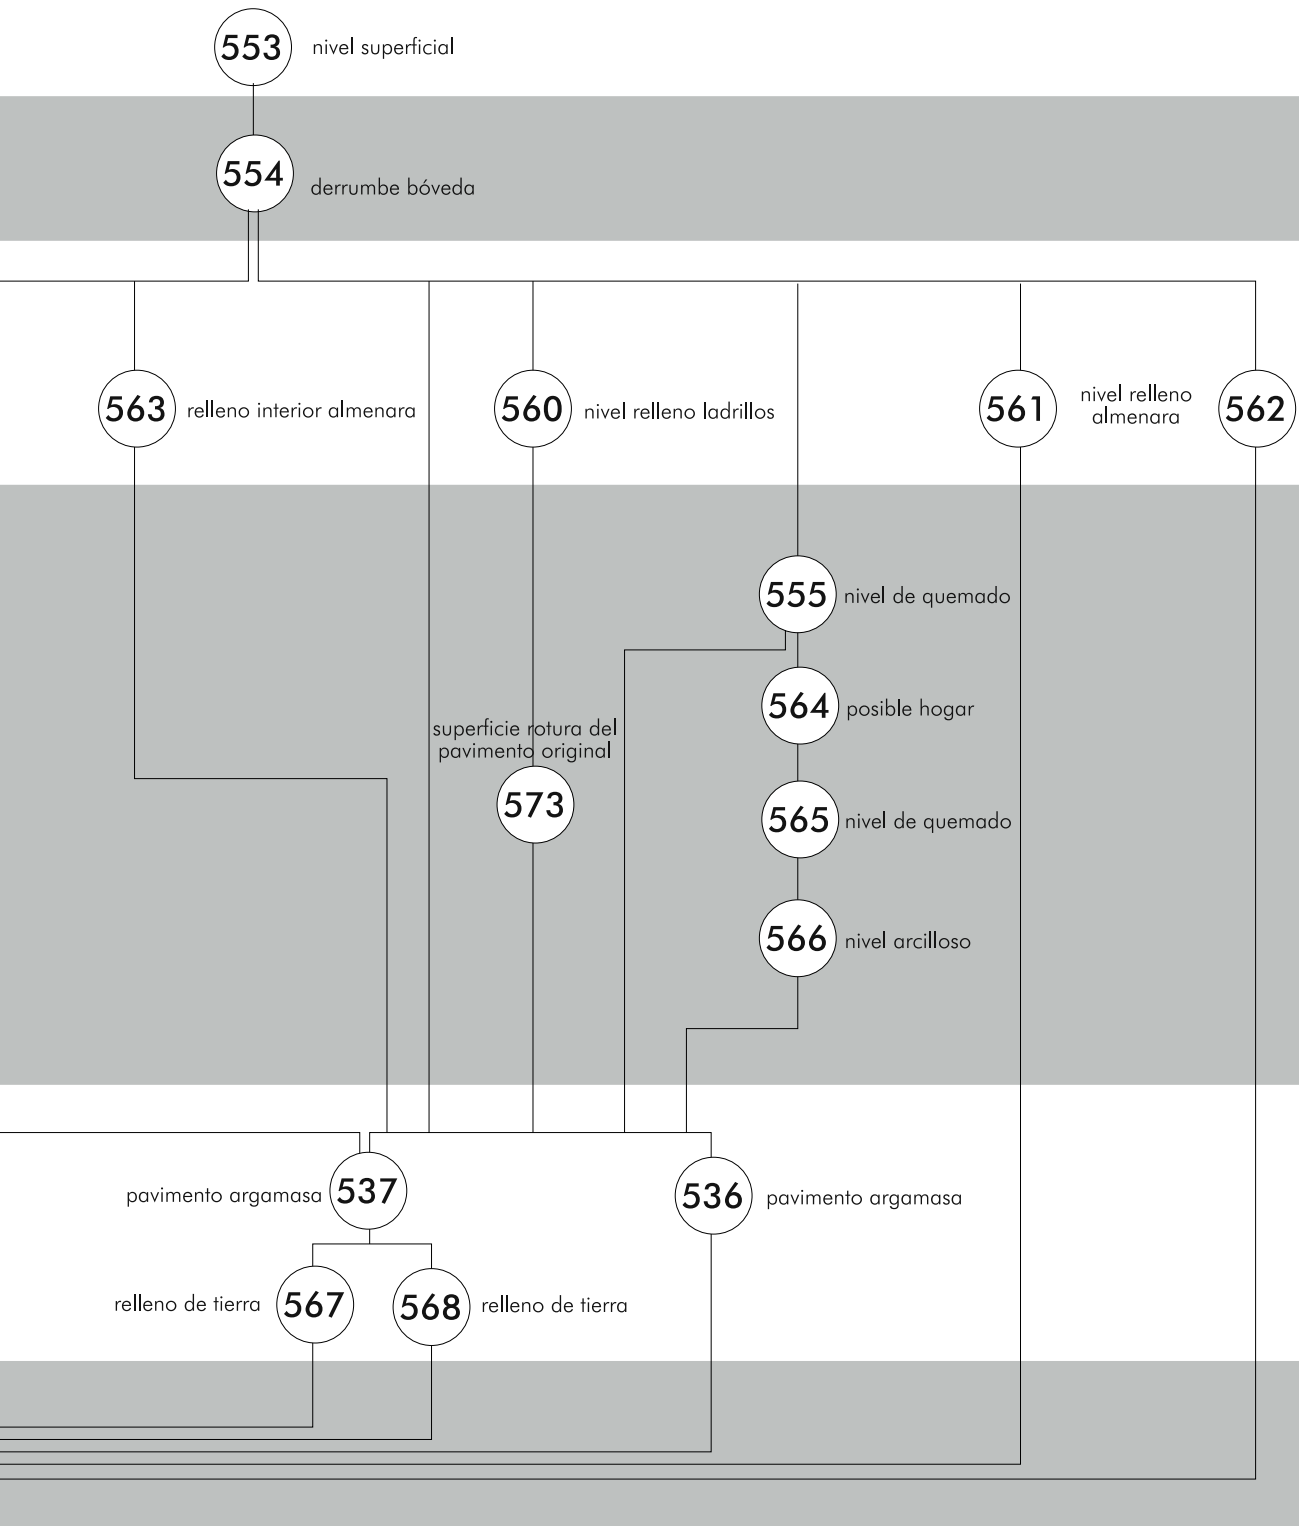 553 nivel superficial
554 derrumbe bóveda
563 relleno interior almenara
560 nivel relleno ladrillos
561
nivel relleno
almenara
562
555 nivel de quemado
564 posible hogar
superficie rotura del
pavimento original
573
565 nivel de quemado
566 nivel arcilloso
pavimento argamasa 537
536 pavimento argamasa
relleno de tierra 567
568 relleno de tierra